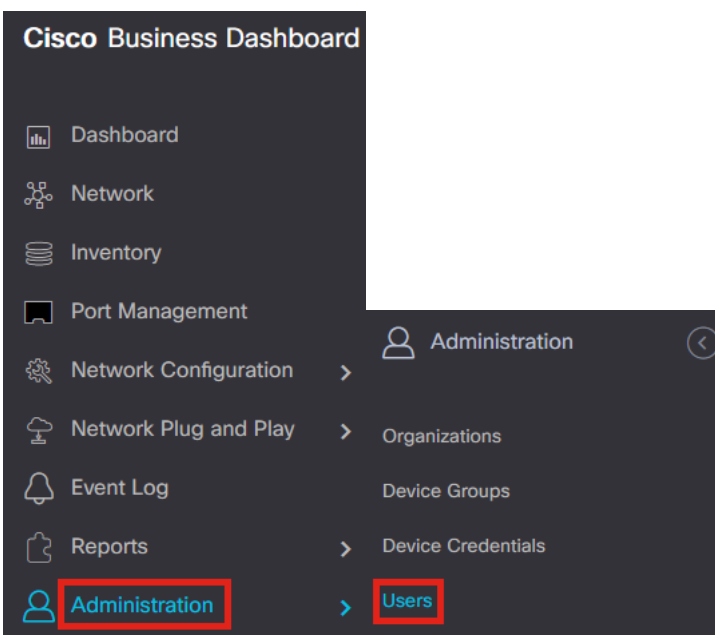 Cisco Business Dashboard
Dashboard
Network
Inventory
Port Management
Network Configuration
Network Plug and Play
Event Log
Reports
Administration
Administration
Organizations
Device Groups
Device Credentials
Users